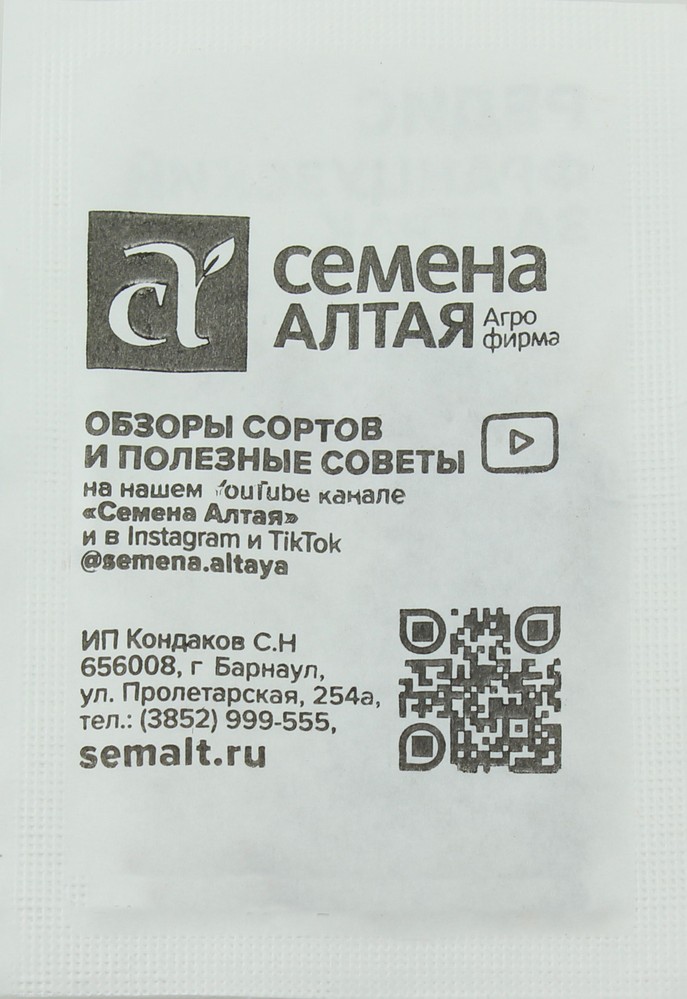 семена
АЛТАЯ
Агро
фирма
ОБЗОРЫ СОРТОВ
И ПОЛЕЗНЫЕ СОВЕТЫ
на нашем YouTube канале
«Семена Алтая»
и в Instagram и TikTok
@semena.altaya
ИП Кондаков С.Н
656008, г Барнаул,
ул. Пролетарская, 254а,
тел.: (3852) 999-555,
semalt.ru